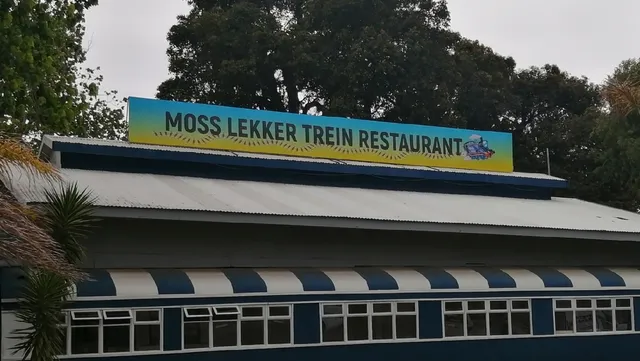 MOSS LEKKER TREIN RESTAURANT